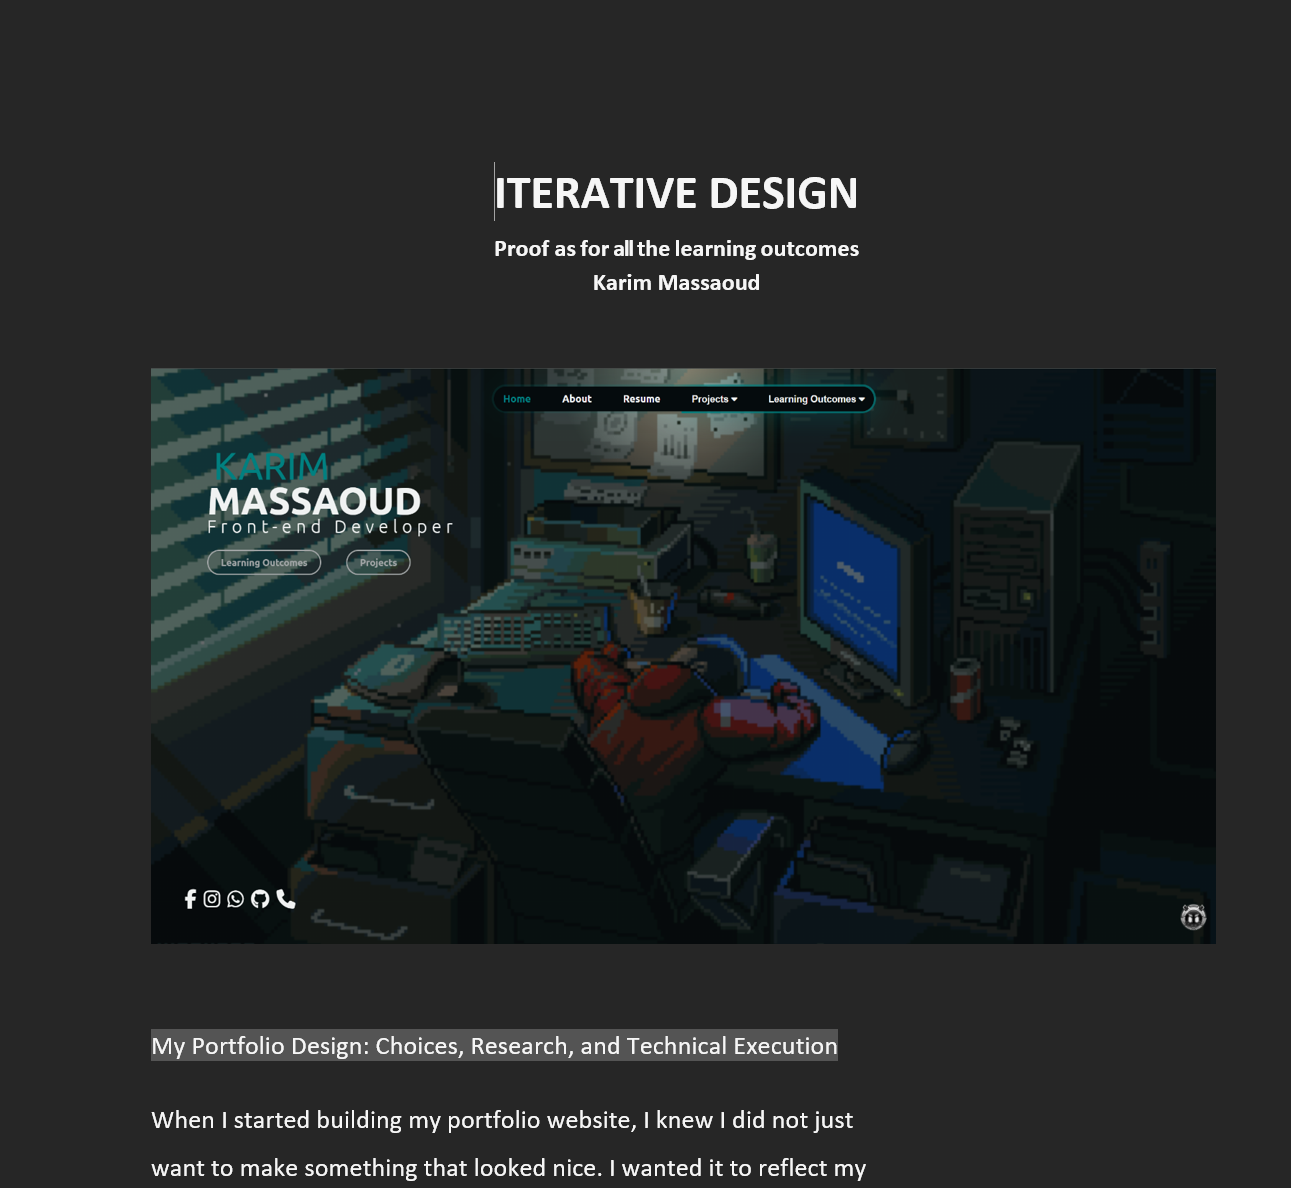 ITERATIVE DESIGN
Proof as for all the learning outcomes
Karim Massaoud
Home About Resume Projects Learning Outcomes
KARIM
MASSAOUD
Front-end Developer
Learning Outcomes Projects
My Portfolio Design: Choices, Research, and Technical Execution
When I started building my portfolio website, I knew I did not just
want to make something that looked nice. I wanted it to reflect my